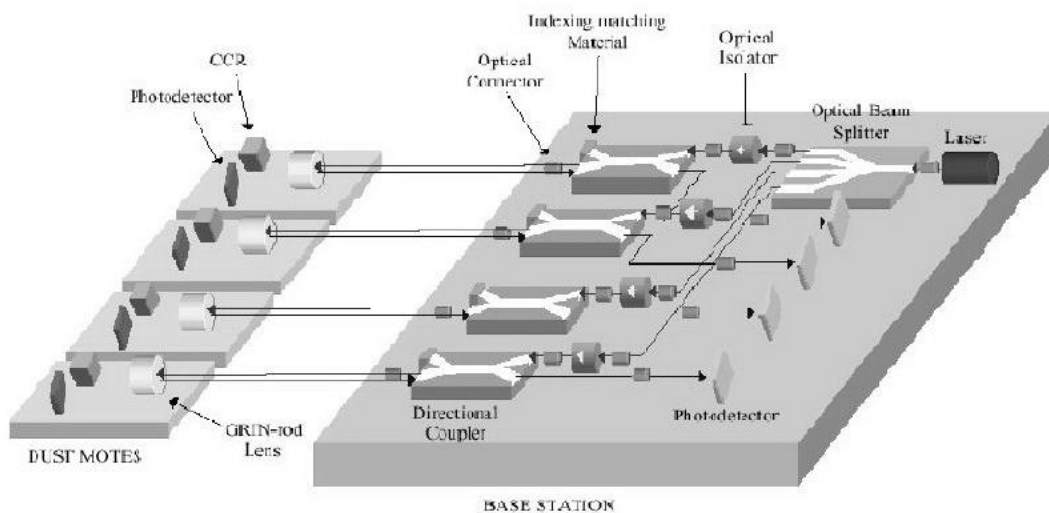 Indexing matching
Material
Optical
Isolator
CCR
Photodetector
Optical
Connector
Optical Beam
Splitter
Laser
Directional
Coupler
Photodetector
GRIN-rod
Lens
DUST MOTES
BASE STATION